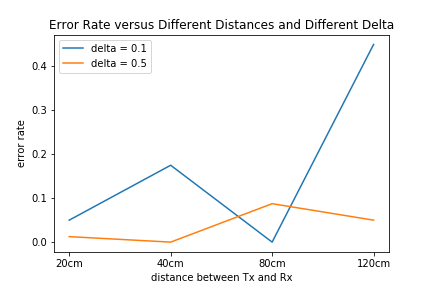 Error Rate versus Different Distances and Different Delta
delta = 0.1
delta = 0.5
error rate
0.4
0.3
0.2
0.1
0.0
20cm 40cm 80cm 120cm
distance between Tx and Rx